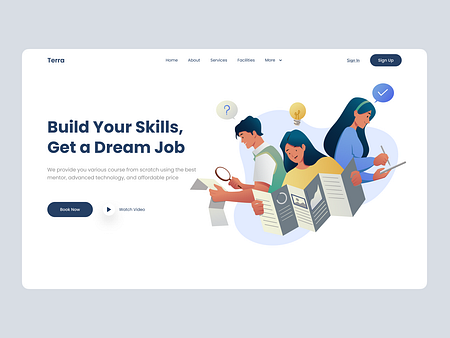 Terra
Home About Services Facilities More
Sign In
Sign Up
Build Your Skills,
Get a Dream Job
We provide you various course from scratch using the best
mentor, advanced technology, and affordable price
Book Now
Watch Video
?